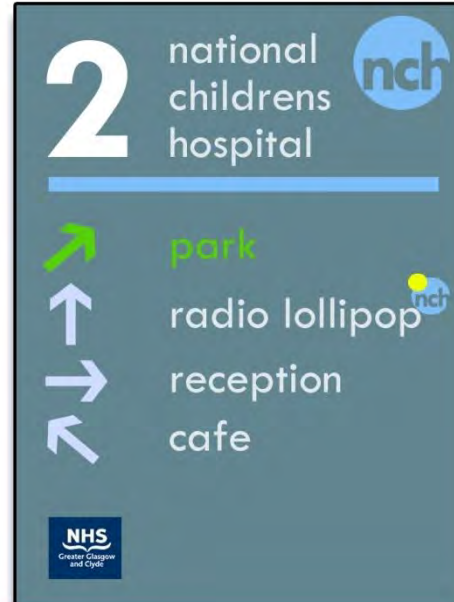 2
national
childrens
hospital
nch
park
radio lollipop
nch
reception
cafe
NHS
Greater Glasgow
and Clyde